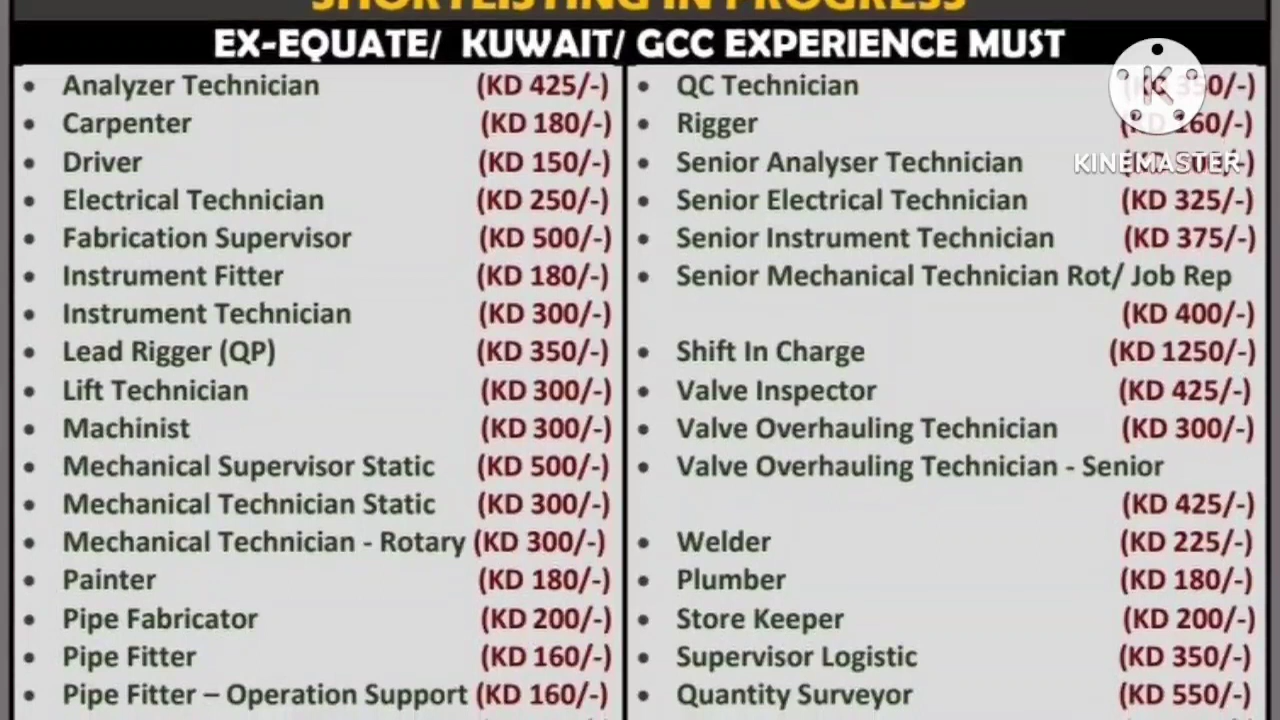 SHORTLISTING IN PROGRESS
EX-EQUATE/ KUWAIT/ GCC EXPERIENCE MUST
• Analyzer Technician (KD 425/-)
• Carpenter (KD 180/-)
• Driver (KD 150/-)
• Electrical Technician (KD 250/-)
• Fabrication Supervisor (KD 500/-)
• Instrument Fitter (KD 180/-)
• Instrument Technician (KD 300/-)
• Lead Rigger (QP) (KD 350/-)
• Lift Technician (KD 300/-)
• Machinist (KD 300/-)
• Mechanical Supervisor Static (KD 500/-)
• Mechanical Technician Static (KD 300/-)
• Mechanical Technician - Rotary (KD 300/-)
• Painter (KD 180/-)
• Pipe Fabricator (KD 200/-)
• Pipe Fitter (KD 160/-)
• Pipe Fitter – Operation Support (KD 160/-)
• QC Technician
• Rigger
• Senior Analyser Technician
• Senior Electrical Technician (KD 325/-)
• Senior Instrument Technician (KD 375/-)
• Senior Mechanical Technician Rot/ Job Rep
(KD 400/-)
• Shift In Charge (KD 1250/-)
• Valve Inspector (KD 425/-)
• Valve Overhauling Technician (KD 300/-)
• Valve Overhauling Technician - Senior
(KD 425/-)
• Welder (KD 225/-)
• Plumber (KD 180/-)
• Store Keeper (KD 200/-)
• Supervisor Logistic (KD 350/-)
• Quantity Surveyor (KD 550/-)
K
KINEMASTER